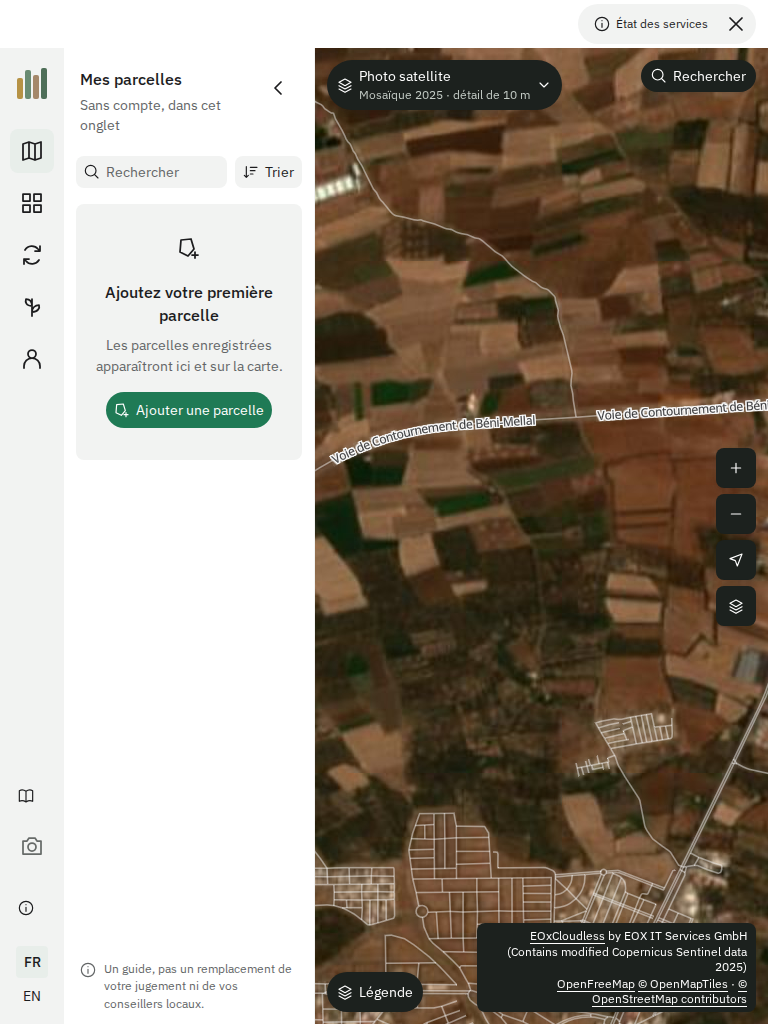 État des services
Mes parcelles
Sans compte, dans cet
onglet
Rechercher
Trier
Ajoutez votre première
parcelle
Les parcelles enregistrées
apparaîtront ici et sur la carte.
Ajouter une parcelle
FR
EN
Un guide, pas un remplacement de
votre jugement ni de vos
conseillers locaux.
Photo satellite
Mosaïque 2025 · détail de 10 m
Rechercher
Voie de Contournement de Béni-Mellal
Voie de Contournement de Béni
Légende
EOxCloudless by EOX IT Services GmbH
(Contains modified Copernicus Sentinel data
2025)
OpenFreeMap © OpenMapTiles · ©
OpenStreetMap contributors